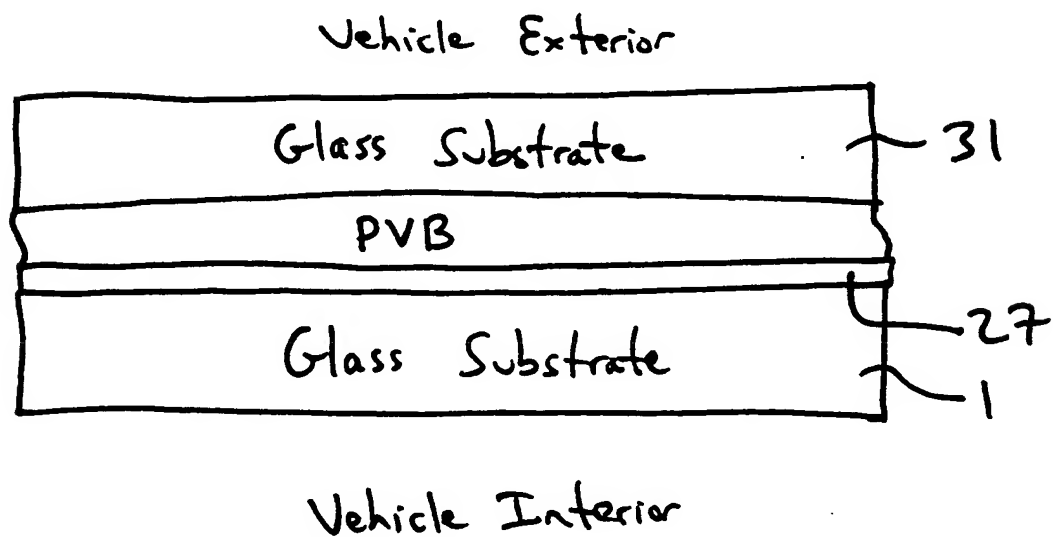 Vehicle Exterior
Glass Substrate
31
PVB
27
Glass Substrate
1
Vehicle Interior